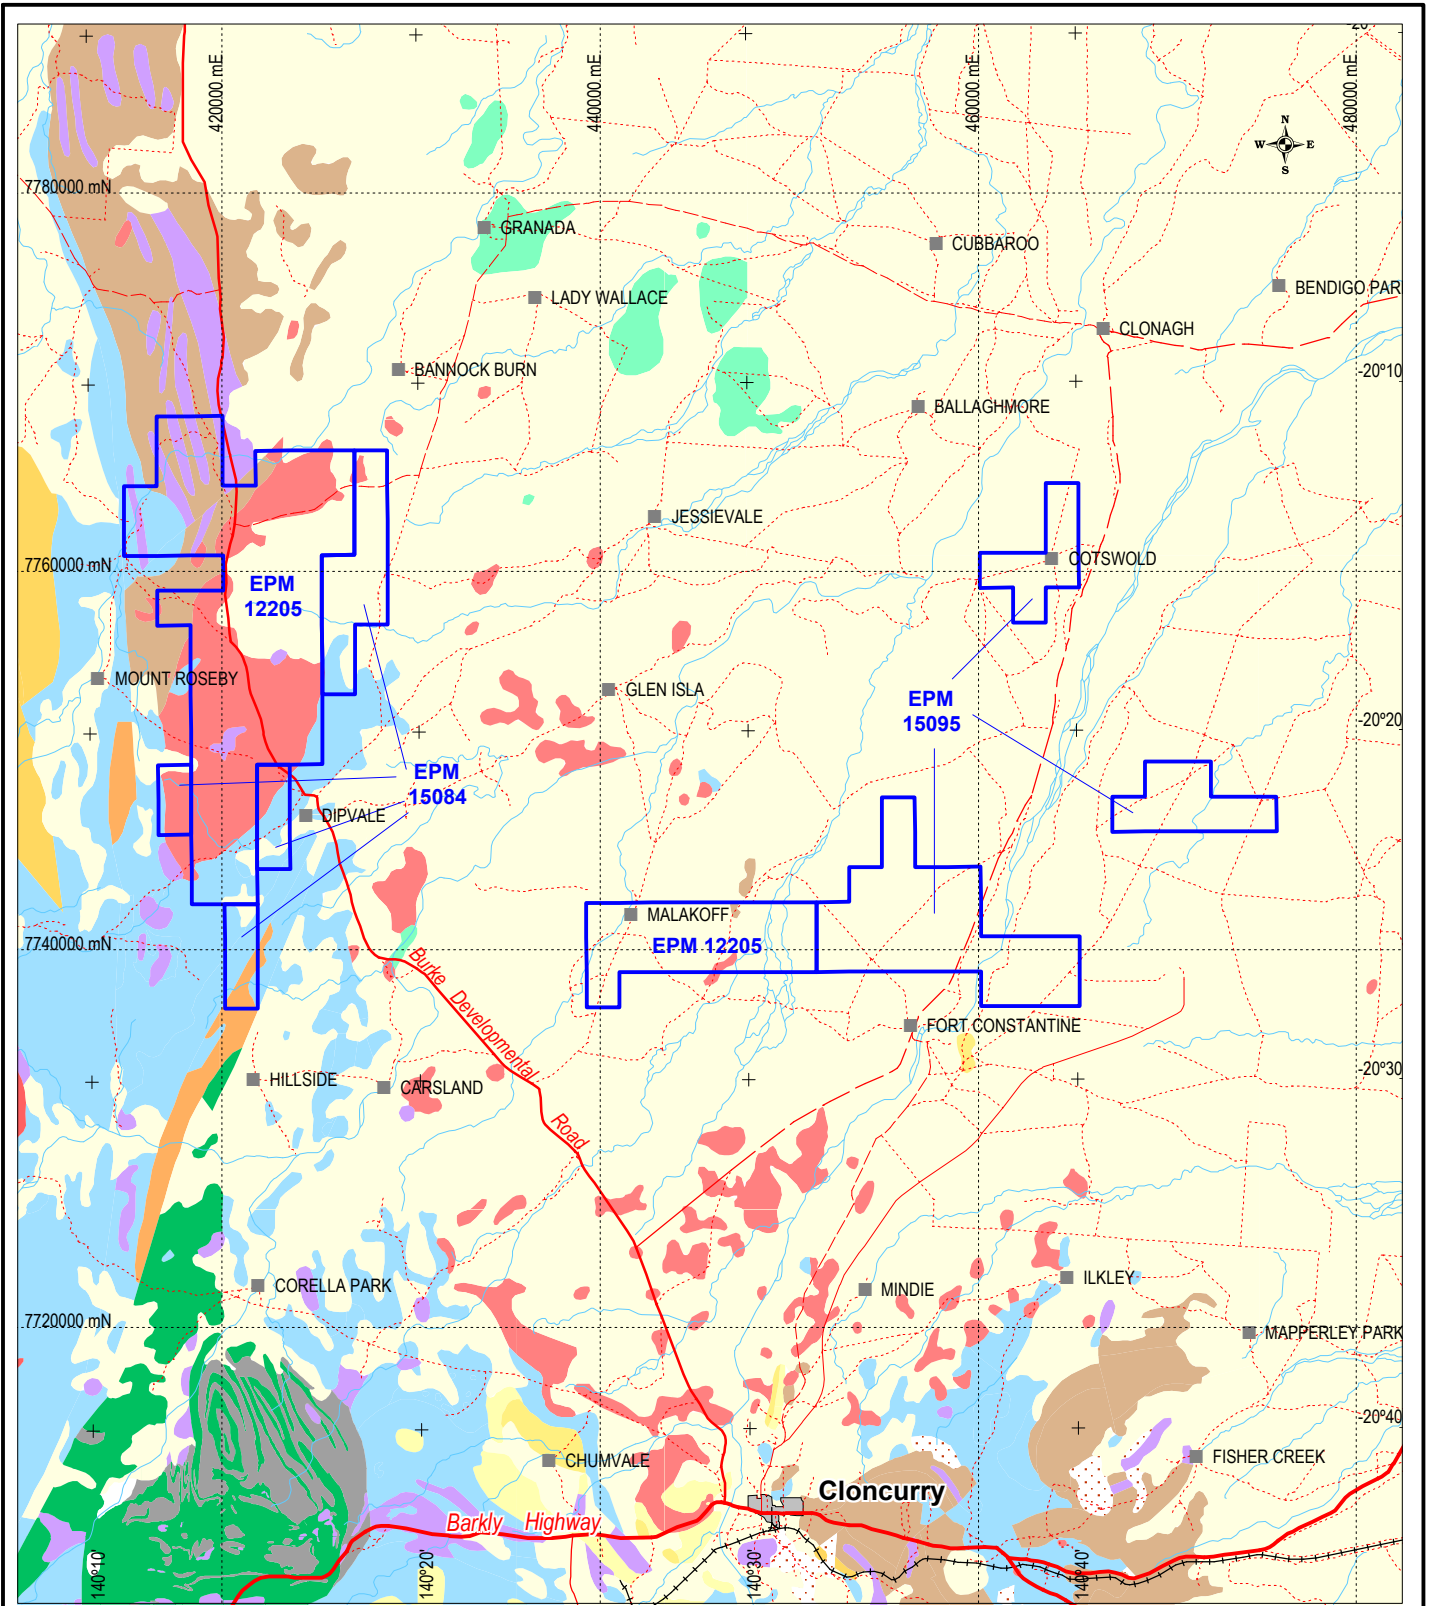 -20°
420000 mE
440000 mE
460000 mE
480000 mE
N
W
E
S
7780000 mN
GRANADA
CUBBAROO
LADY WALLACE
BENDIGO PAR
CLONAGH
BANNOCK BURN
-20°10
BALLAGHMORE
JESSIEVALE
COTSWOLD
7760000 mN
EPM
12205
MOUNT ROSEBY
GLEN ISLA
EPM
15095
-20°20
EPM
15084
DIPVALE
MALAKOFF
EPM 12205
7740000 mN
Burke Developmental
Road
FORT CONSTANTINE
HILLSIDE
CARSLAND
-20°30
CORELLA PARK
MINDIE
ILKLEY
7720000 mN
MAPPERLEY PARK
-20°40
CHUMVALE
FISHER CREEK
Cloncurry
Barkly Highway
140°10'
140°20'
140°30'
140°40'